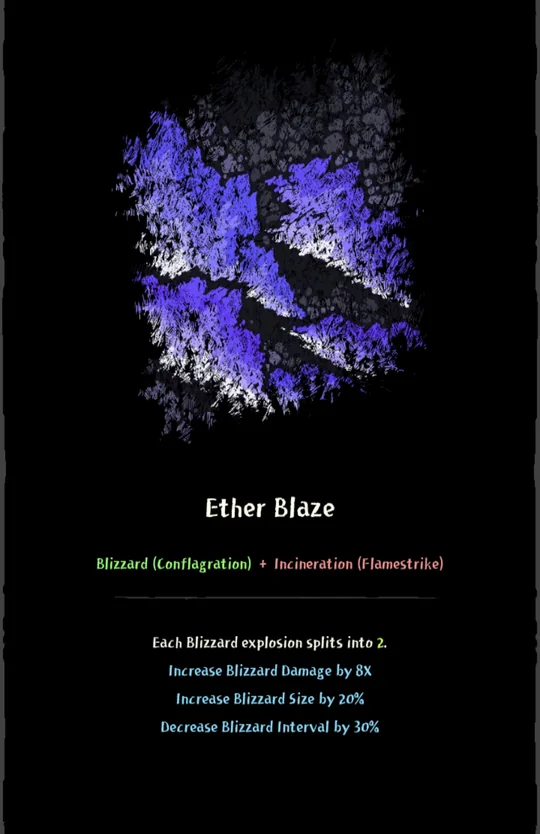 Ether Blaze
Blizzard (Conflagration) + Incineration (Flamestrike)
Each Blizzard explosion splits into 2.
Increase Blizzard Damage by 8X
Increase Blizzard Size by 20%
Decrease Blizzard Interval by 30%